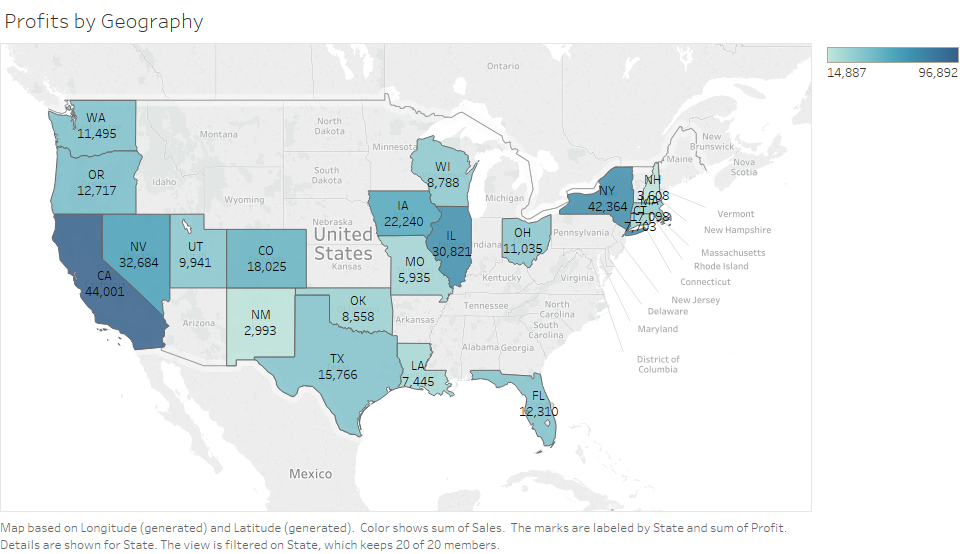 Profits by Geography
14,887 96,892
Ontario
WA
11,495
Montana
North
Dakota
Minnesota
New
Brunswick
Maine
Nova
Scotia
OR
12,717
Idaho
South
Dakota
WI
8,788
Michigan
NH
3,608
Wyoming
IA
22,240
NY
42,364
MA
17,098
CT
7,703
Vermont
New Hampshire
Nebraska
United
States
Kansas
IL
30,821
Indiana
OH
11,035
Pennsylvania
NV
32,684
UT
9,941
CO
18,025
MO
5,935
Massachusetts
Rhode Island
CA
44,001
Kentucky
Virginia
Connecticut
New Jersey
Delaware
Maryland
Arizona
NM
2,993
OK
8,558
Arkansas
Tennessee
North
Carolina
South
Carolina
Alabama
Georgia
District of
Columbia
TX
15,766
LA
7,445
FL
12,310
Mexico
Map based on Longitude (generated) and Latitude (generated).  Color shows sum of Sales.  The marks are labeled by State and sum of Profit.
Details are shown for State. The view is filtered on State, which keeps 20 of 20 members.